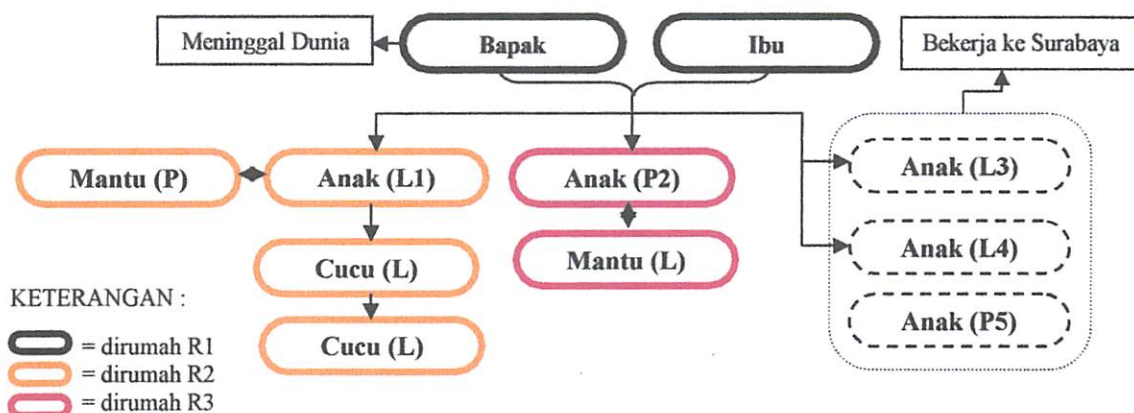 Meninggal Dunia
Bapak
Ibu
Bekerja ke Surabaya
Mantu (P)
Anak (L1)
Anak (P2)
Anak (L3)
Cucu (L)
Mantu (L)
Anak (L4)
Cucu (L)
Anak (P5)
KETERANGAN :
= dirumah R1
= dirumah R2
= dirumah R3